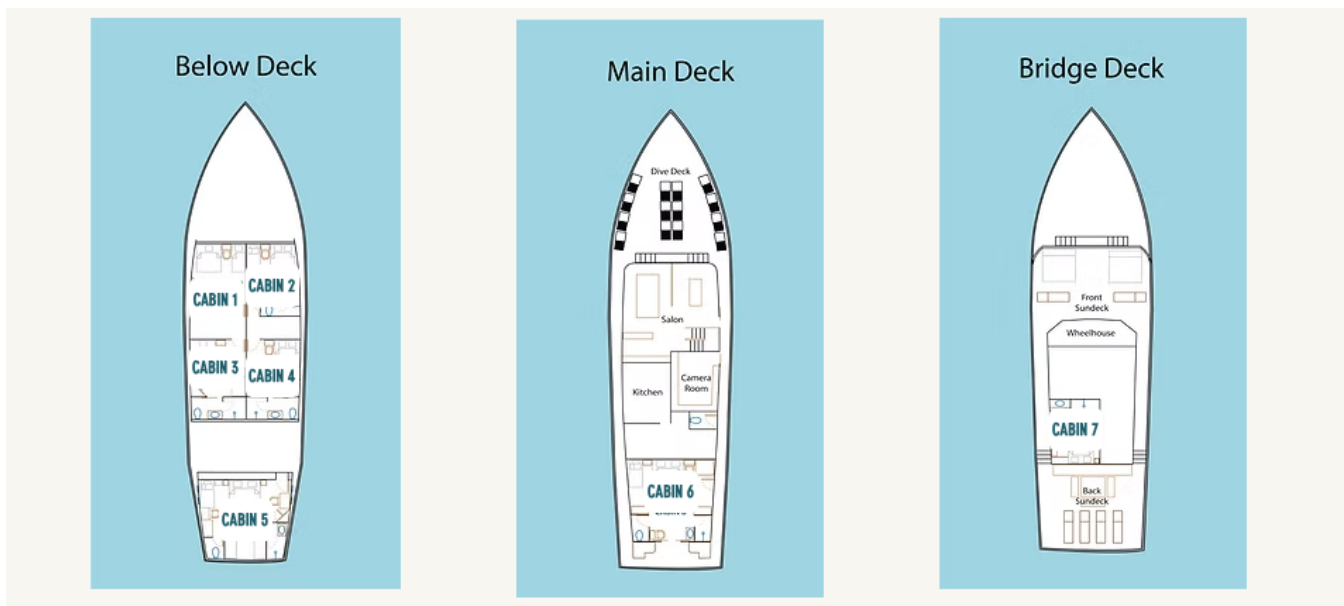 Below Deck
CABIN 1
CABIN 2
CABIN 3
CABIN 4
CABIN 5
Main Deck
Dive Deck
Salon
Camera
Room
Kitchen
CABIN 6
Bridge Deck
Front
Sundeck
Wheelhouse
CABIN 7
Back
Sundeck